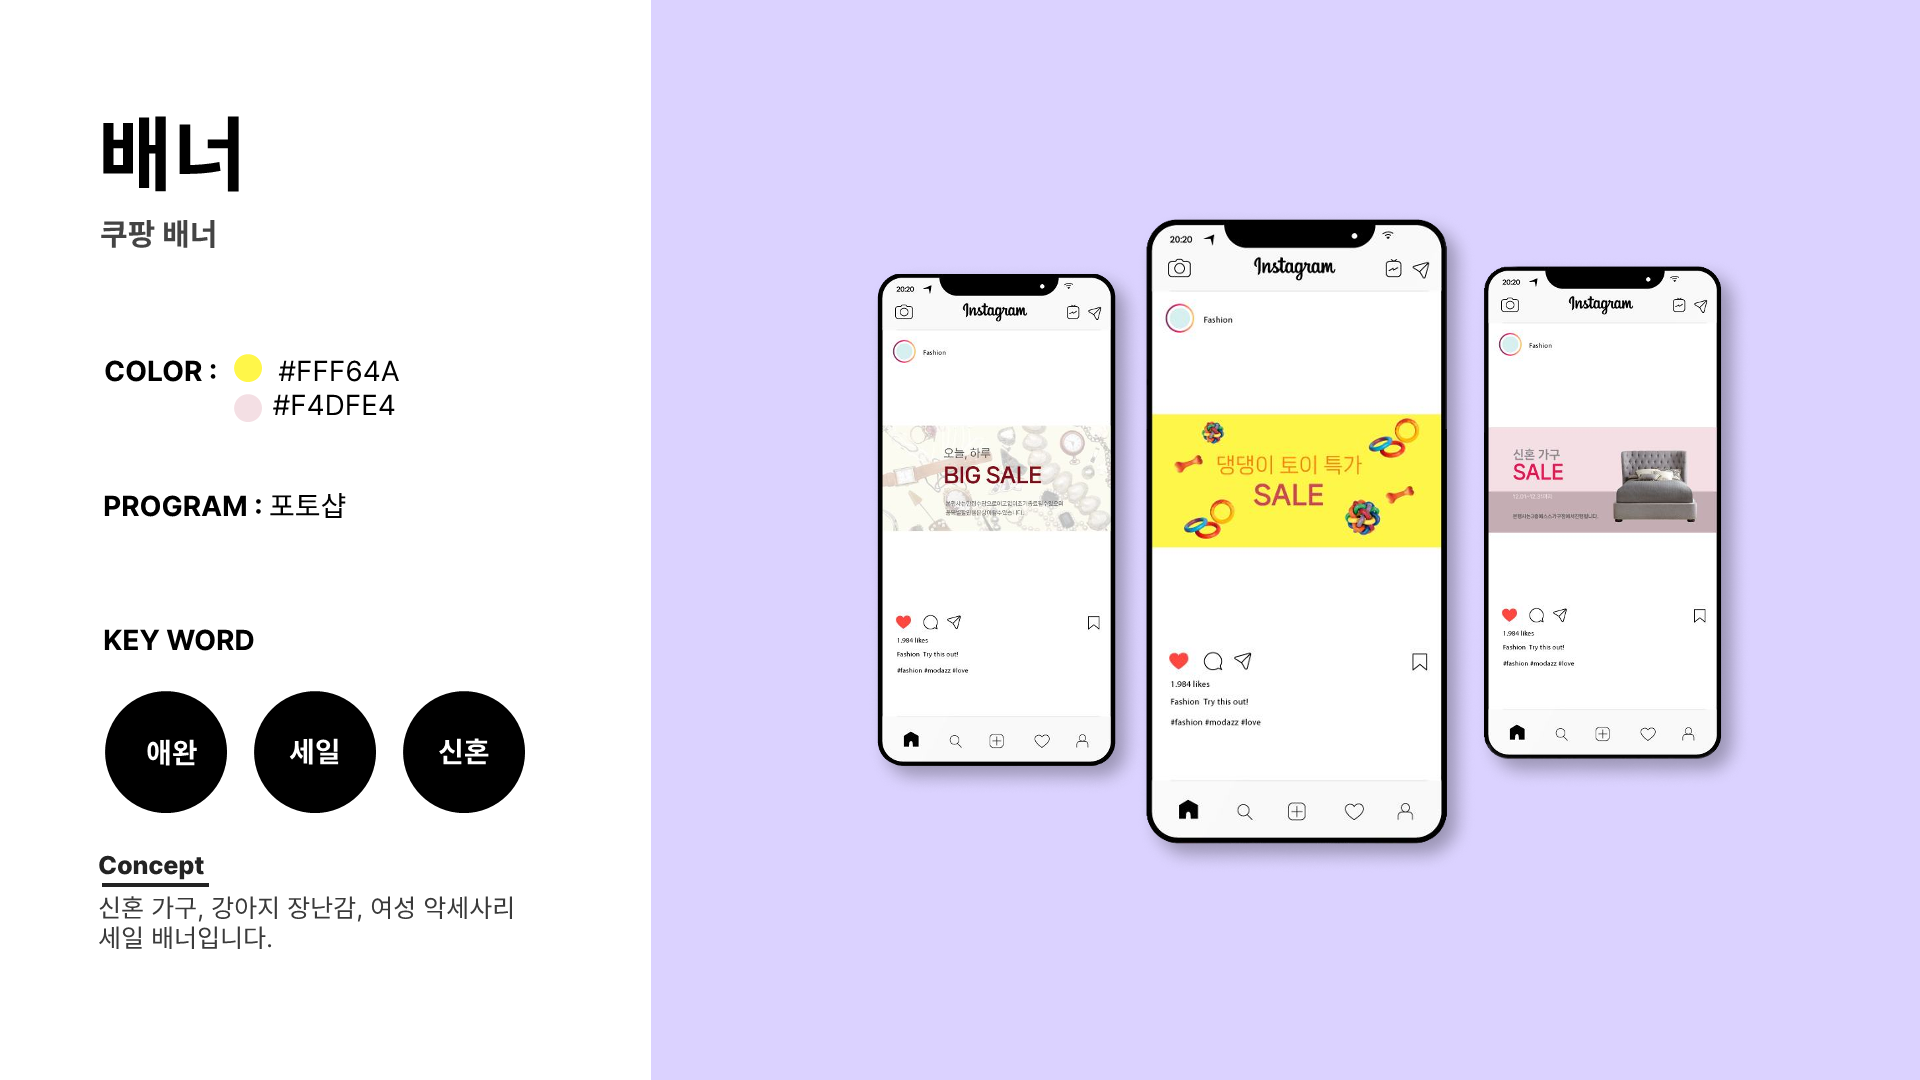 배너
쿠팡 배너
COLOR : #FFF64A
#F4DFE4
PROGRAM : 포토샵
KEY WORD
애완
세일
신혼
Concept
신혼 가구, 강아지 장난감, 여성 악세사리
세일 배너입니다.
20:20
Instagram
Fashion
오늘, 하루
BIG SALE
1.984 likes
Fashion Try this out!
#fashion #modazz #love
20:20
Instagram
Fashion
댕댕이 토이 특가
SALE
1.984 likes
Fashion Try this out!
#fashion #modazz #love
20:20
Instagram
Fashion
신혼 가구
SALE
1.984 likes
Fashion Try this out!
#fashion #modazz #love